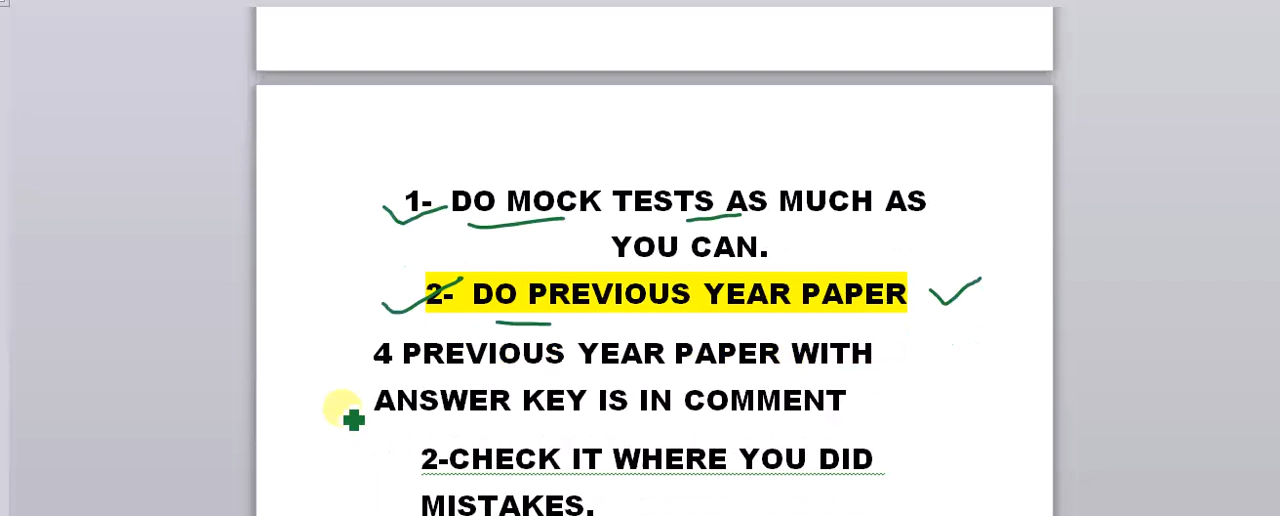 1- DO MOCK TESTS AS MUCH AS
YOU CAN.
2- DO PREVIOUS YEAR PAPER
4 PREVIOUS YEAR PAPER WITH
ANSWER KEY IS IN COMMENT
2-CHECK IT WHERE YOU DID
MISTAKES.